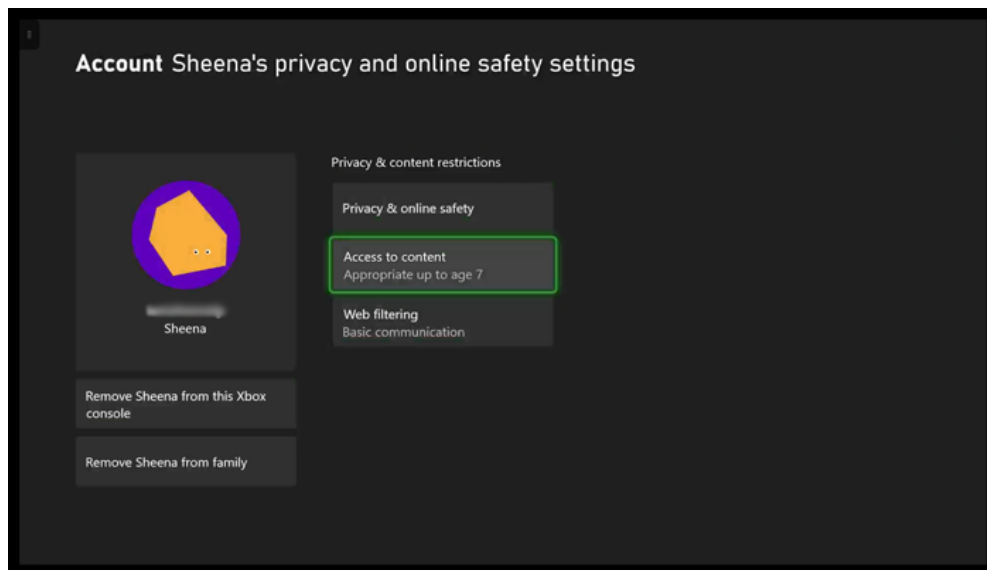 Account Sheena's privacy and online safety settings
Privacy & content restrictions
Privacy & online safety
Access to content
Appropriate up to age 7
Web filtering
Basic communication
Sheena
Remove Sheena from this Xbox
console
Remove Sheena from family